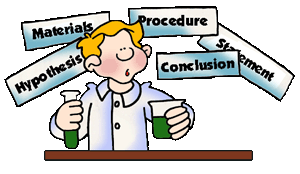 Materials
Procedure
Hypothesis
Conclusion
Statement